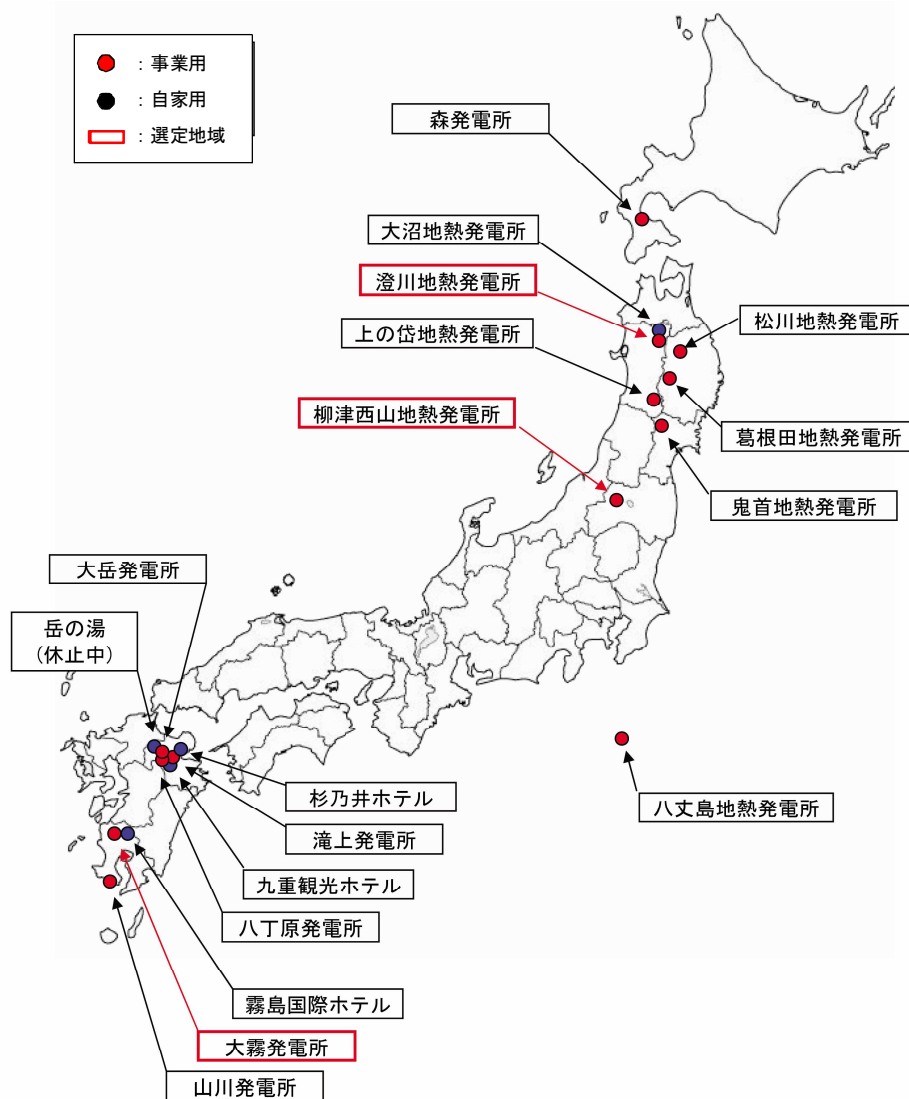 ：事業用
：自家用
：選定地域
森発電所
大沼地熱発電所
澄川地熱発電所
上の岱地熱発電所
松川地熱発電所
柳津西山地熱発電所
葛根田地熱発電所
鬼首地熱発電所
大岳発電所
岳の湯
（休止中）
杉乃井ホテル
八丈島地熱発電所
滝上発電所
九重観光ホテル
八丁原発電所
霧島国際ホテル
大霧発電所
山川発電所